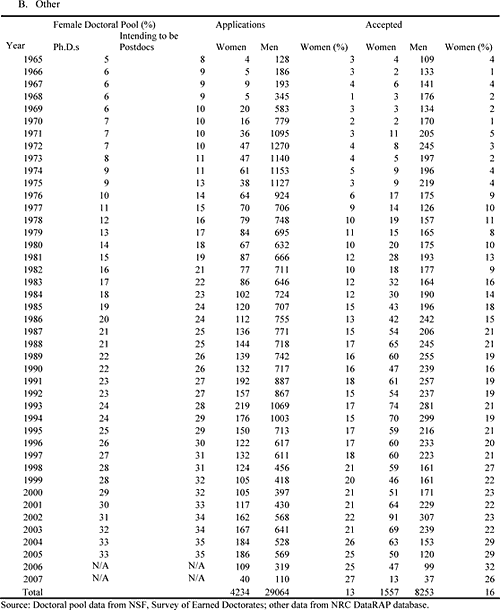 B. Other
Female Doctoral Pool (%) Applications Accepted
Intending to be
Year Ph.D.s Postdocs Women Men Women (%) Women Men Women (%)
1965 5 8 4 128 3 4 109 4
1966 6 9 5 186 3 2 133 1
1967 6 9 9 193 4 6 141 4
1968 6 9 5 345 1 3 176 2
1969 6 10 20 583 3 3 134 2
1970 7 10 16 779 2 2 170 1
1971 7 10 36 1095 3 11 205 5
1972 7 10 47 1270 4 8 245 3
1973 8 11 47 1140 4 5 197 2
1974 9 11 61 1153 5 9 196 4
1975 9 13 38 1127 3 9 219 4
1976 10 14 64 924 6 17 175 9
1977 11 15 70 706 9 14 126 10
1978 12 16 79 748 10 19 157 11
1979 13 17 84 695 11 15 165 8
1980 14 18 67 632 10 20 175 10
1981 15 19 87 666 12 28 193 13
1982 16 21 77 711 10 18 177 9
1983 17 22 86 646 12 32 164 16
1984 18 23 102 724 12 30 190 14
1985 19 24 120 707 15 43 196 18
1986 20 24 112 755 13 42 242 15
1987 21 25 136 771 15 54 206 21
1988 21 25 144 718 17 65 245 21
1989 22 26 139 742 16 60 255 19
1990 22 26 132 717 16 47 239 16
1991 23 27 192 887 18 61 257 19
1992 23 27 157 867 15 54 237 19
1993 24 28 219 1069 17 74 281 21
1994 24 29 176 1003 15 70 299 19
1995 25 29 150 713 17 59 216 21
1996 26 30 122 617 17 60 233 20
1997 27 31 132 611 18 60 223 21
1998 28 31 124 456 21 59 161 27
1999 28 32 105 418 20 46 161 22
2000 29 32 105 397 21 51 171 23
2001 30 33 117 430 21 64 229 22
2002 31 34 162 568 22 91 307 23
2003 32 34 167 641 21 69 239 22
2004 33 35 184 528 26 63 153 29
2005 33 35 186 569 25 50 120 29
2006 N/A N/A 109 319 25 47 99 32
2007 N/A N/A 40 110 27 13 37 26
Total 4234 29064 13 1557 8253 16
Source: Doctoral pool data from NSF, Survey of Earned Doctorates; other data from NRC DataRAP database.